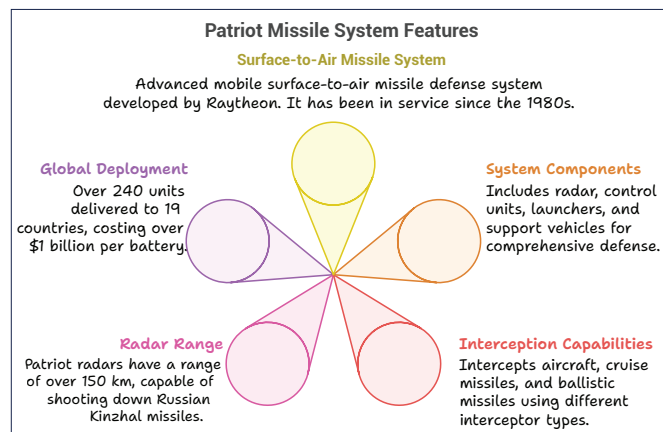 Patriot Missile System Features
Surface-to-Air Missile System
Advanced mobile surface-to-air missile defense system
developed by Raytheon. It has been in service since the 1980s.
Global Deployment
Over 240 units
delivered to 19
countries, costing over
$1 billion per battery.
System Components
Includes radar, control
units, launchers, and
support vehicles for
comprehensive defense.
Radar Range
Patriot radars have a range
of over 150 km, capable of
shooting down Russian
Kinzhal missiles.
Interception Capabilities
Intercepts aircraft, cruise
missiles, and ballistic
missiles using different
interceptor types.